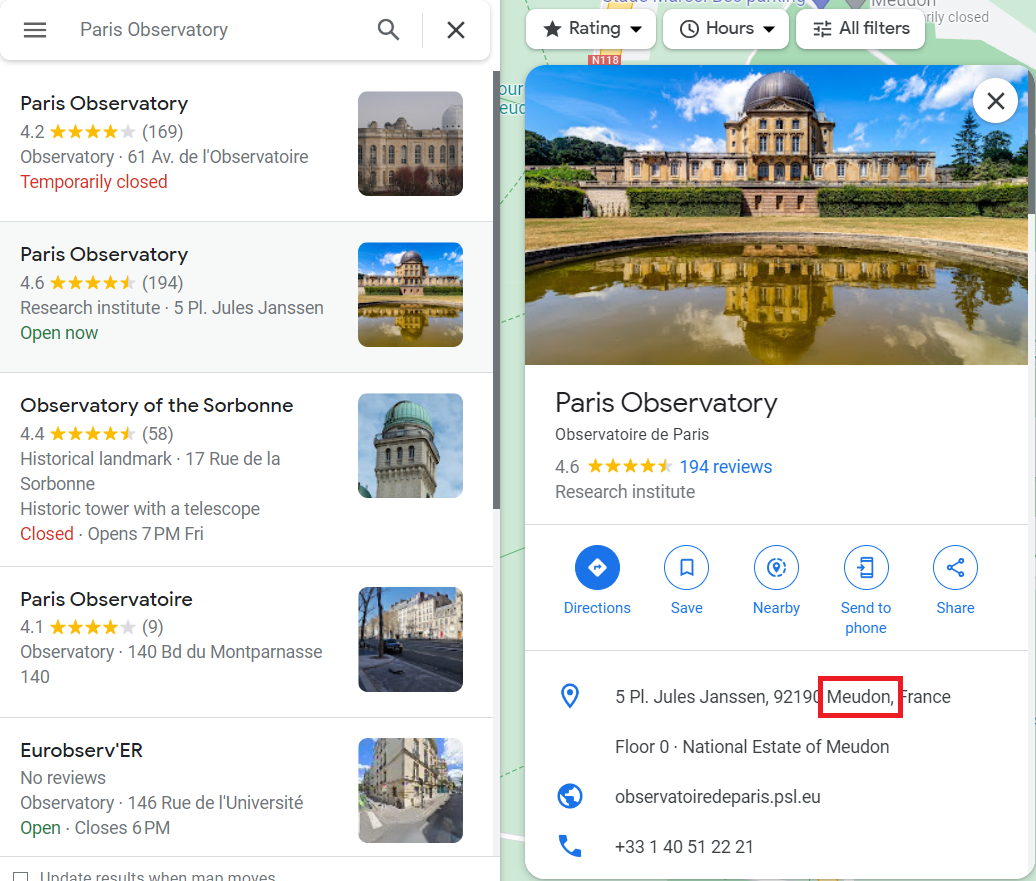 Paris Observatory
Paris Observatory
4.2 (169)
Observatory · 61 Av. de l'Observatoire
Temporarily closed
Paris Observatory
4.6 (194)
Research institute · 5 Pl. Jules Janssen
Open now
Observatory of the Sorbonne
4.4 (58)
Historical landmark · 17 Rue de la
Sorbonne
Historic tower with a telescope
Closed · Opens 7 PM Fri
Paris Observatoire
4.1 (9)
Observatory · 140 Bd du Montparnasse
140
Eurobserv'ER
No reviews
Observatory · 146 Rue de l'Université
Open · Closes 6 PM
Update results when map moves
Meudon
closed
Rating
Hours
All filters
N118
Paris Observatory
Observatoire de Paris
4.6 194 reviews
Research institute
Directions
Save
Nearby
Send to
phone
Share
5 Pl. Jules Janssen, 92190 Meudon, France
Floor 0 · National Estate of Meudon
observatoiredeparis.psl.eu
+33 1 40 51 22 21